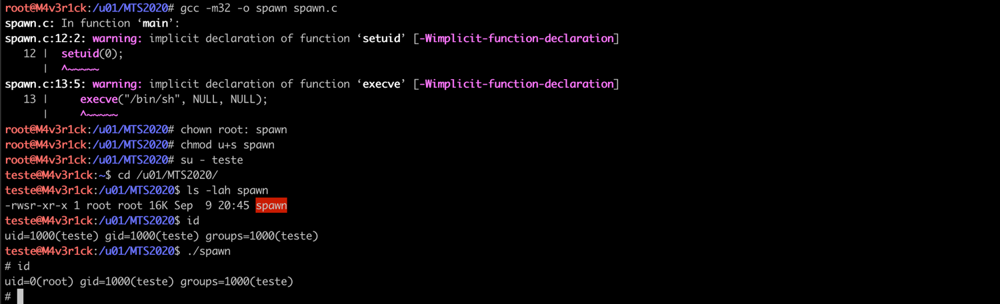 root@M4v3r1ck:/u01/MTS2020# gcc -m32 -o spawn spawn.c
spawn.c: In function ‘main’:
spawn.c:12:2: warning: implicit declaration of function ‘setuid’ [-Wimplicit-function-declaration]
   12 |  setuid(0);
      |  ^~~~~~
spawn.c:13:5: warning: implicit declaration of function ‘execve’ [-Wimplicit-function-declaration]
   13 |     execve("/bin/sh", NULL, NULL);
      |     ^~~~~~
root@M4v3r1ck:/u01/MTS2020# chown root: spawn
root@M4v3r1ck:/u01/MTS2020# chmod u+s spawn
root@M4v3r1ck:/u01/MTS2020# su - teste
teste@M4v3r1ck:~$ cd /u01/MTS2020/
teste@M4v3r1ck:/u01/MTS2020$ ls -lah spawn
-rwsr-xr-x 1 root root 16K Sep  9 20:45 spawn
teste@M4v3r1ck:/u01/MTS2020$ id
uid=1000(teste) gid=1000(teste) groups=1000(teste)
teste@M4v3r1ck:/u01/MTS2020$ ./spawn
# id
uid=0(root) gid=1000(teste) groups=1000(teste)
#